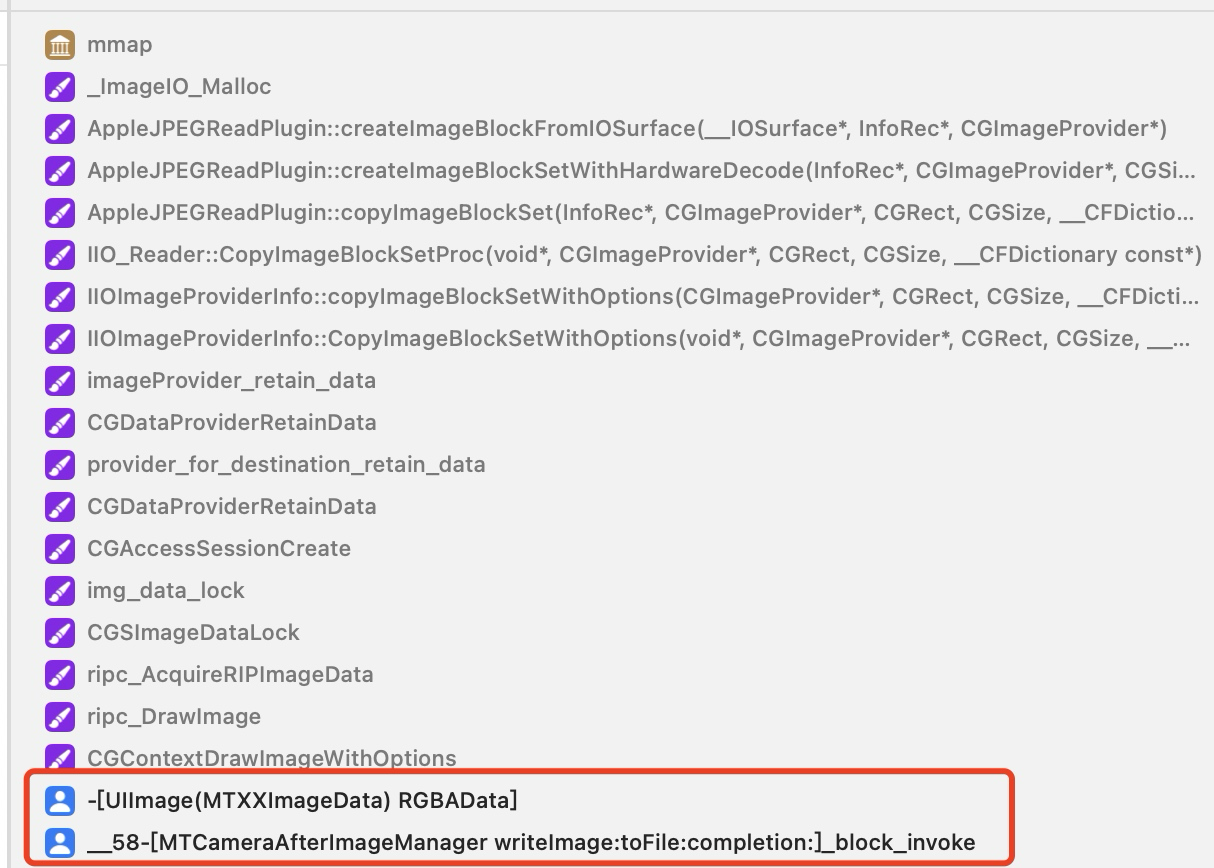 mmap
_ImageIO_Malloc
AppleJPEGReadPlugin::createImageBlockFromIOSurface(__IOSurface*, InfoRec*, CGImageProvider*)
AppleJPEGReadPlugin::createImageBlockSetWithHardwareDecode(InfoRec*, CGImageProvider*, CGSi...
AppleJPEGReadPlugin::copyImageBlockSet(InfoRec*, CGImageProvider*, CGRect, CGSize, __CFDictio...
IIO_Reader::CopyImageBlockSetProc(void*, CGImageProvider*, CGRect, CGSize, __CFDictionary const*)
IIOImageProviderInfo::copyImageBlockSetWithOptions(CGImageProvider*, CGRect, CGSize, __CFDicti...
IIOImageProviderInfo::CopyImageBlockSetWithOptions(void*, CGImageProvider*, CGRect, CGSize, __...
imageProvider_retain_data
CGDataProviderRetainData
provider_for_destination_retain_data
CGDataProviderRetainData
CGAccessSessionCreate
img_data_lock
CGSImageDataLock
ripc_AcquireRIPImageData
ripc_DrawImage
CGContextDrawImageWithOptions
-[UIImage(MTXXImageData) RGBAData]
__58-[MTCameraAfterImageManager writeImage:toFile:completion:]_block_invoke